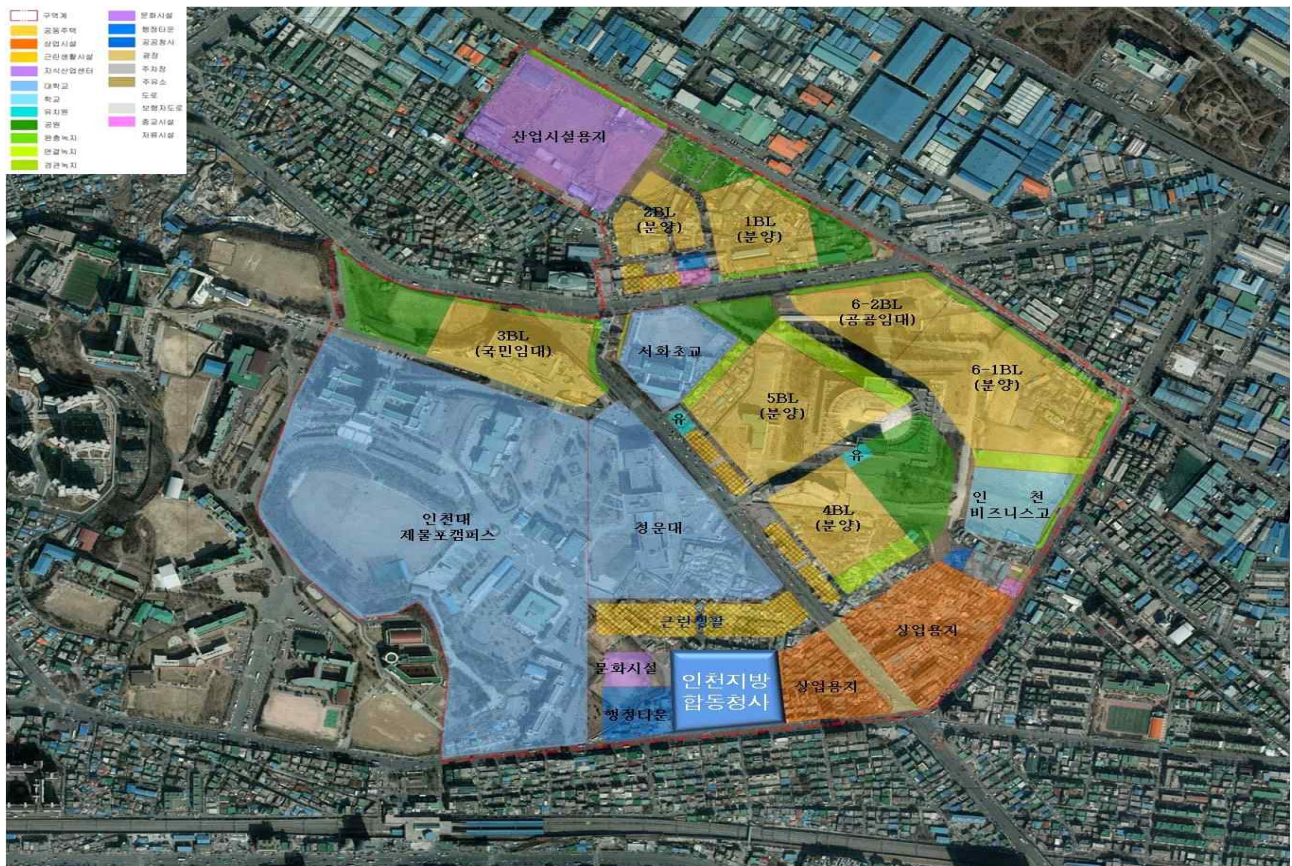 구역계
공동주택
상업시설
근린생활시설
지식산업센터
대학교
학교
유치원
공원
완충녹지
연결녹지
경관녹지
문화시설
행정타운
공공청사
광장
주차장
주유소
도로
보행자도로
종교시설
저류시설
산업시설용지
2BL
(분양)
1BL
(분양)
6-2BL
(공공임대)
3BL
(국민임대)
서화초교
6-1BL
(분양)
5BL
(분양)
유
유
인 천
비즈니스고
4BL
(분양)
인천대
제물포캠퍼스
청운대
근린생활
상업용지
문화시설
인천지방
합동청사
상업용지
행정타운